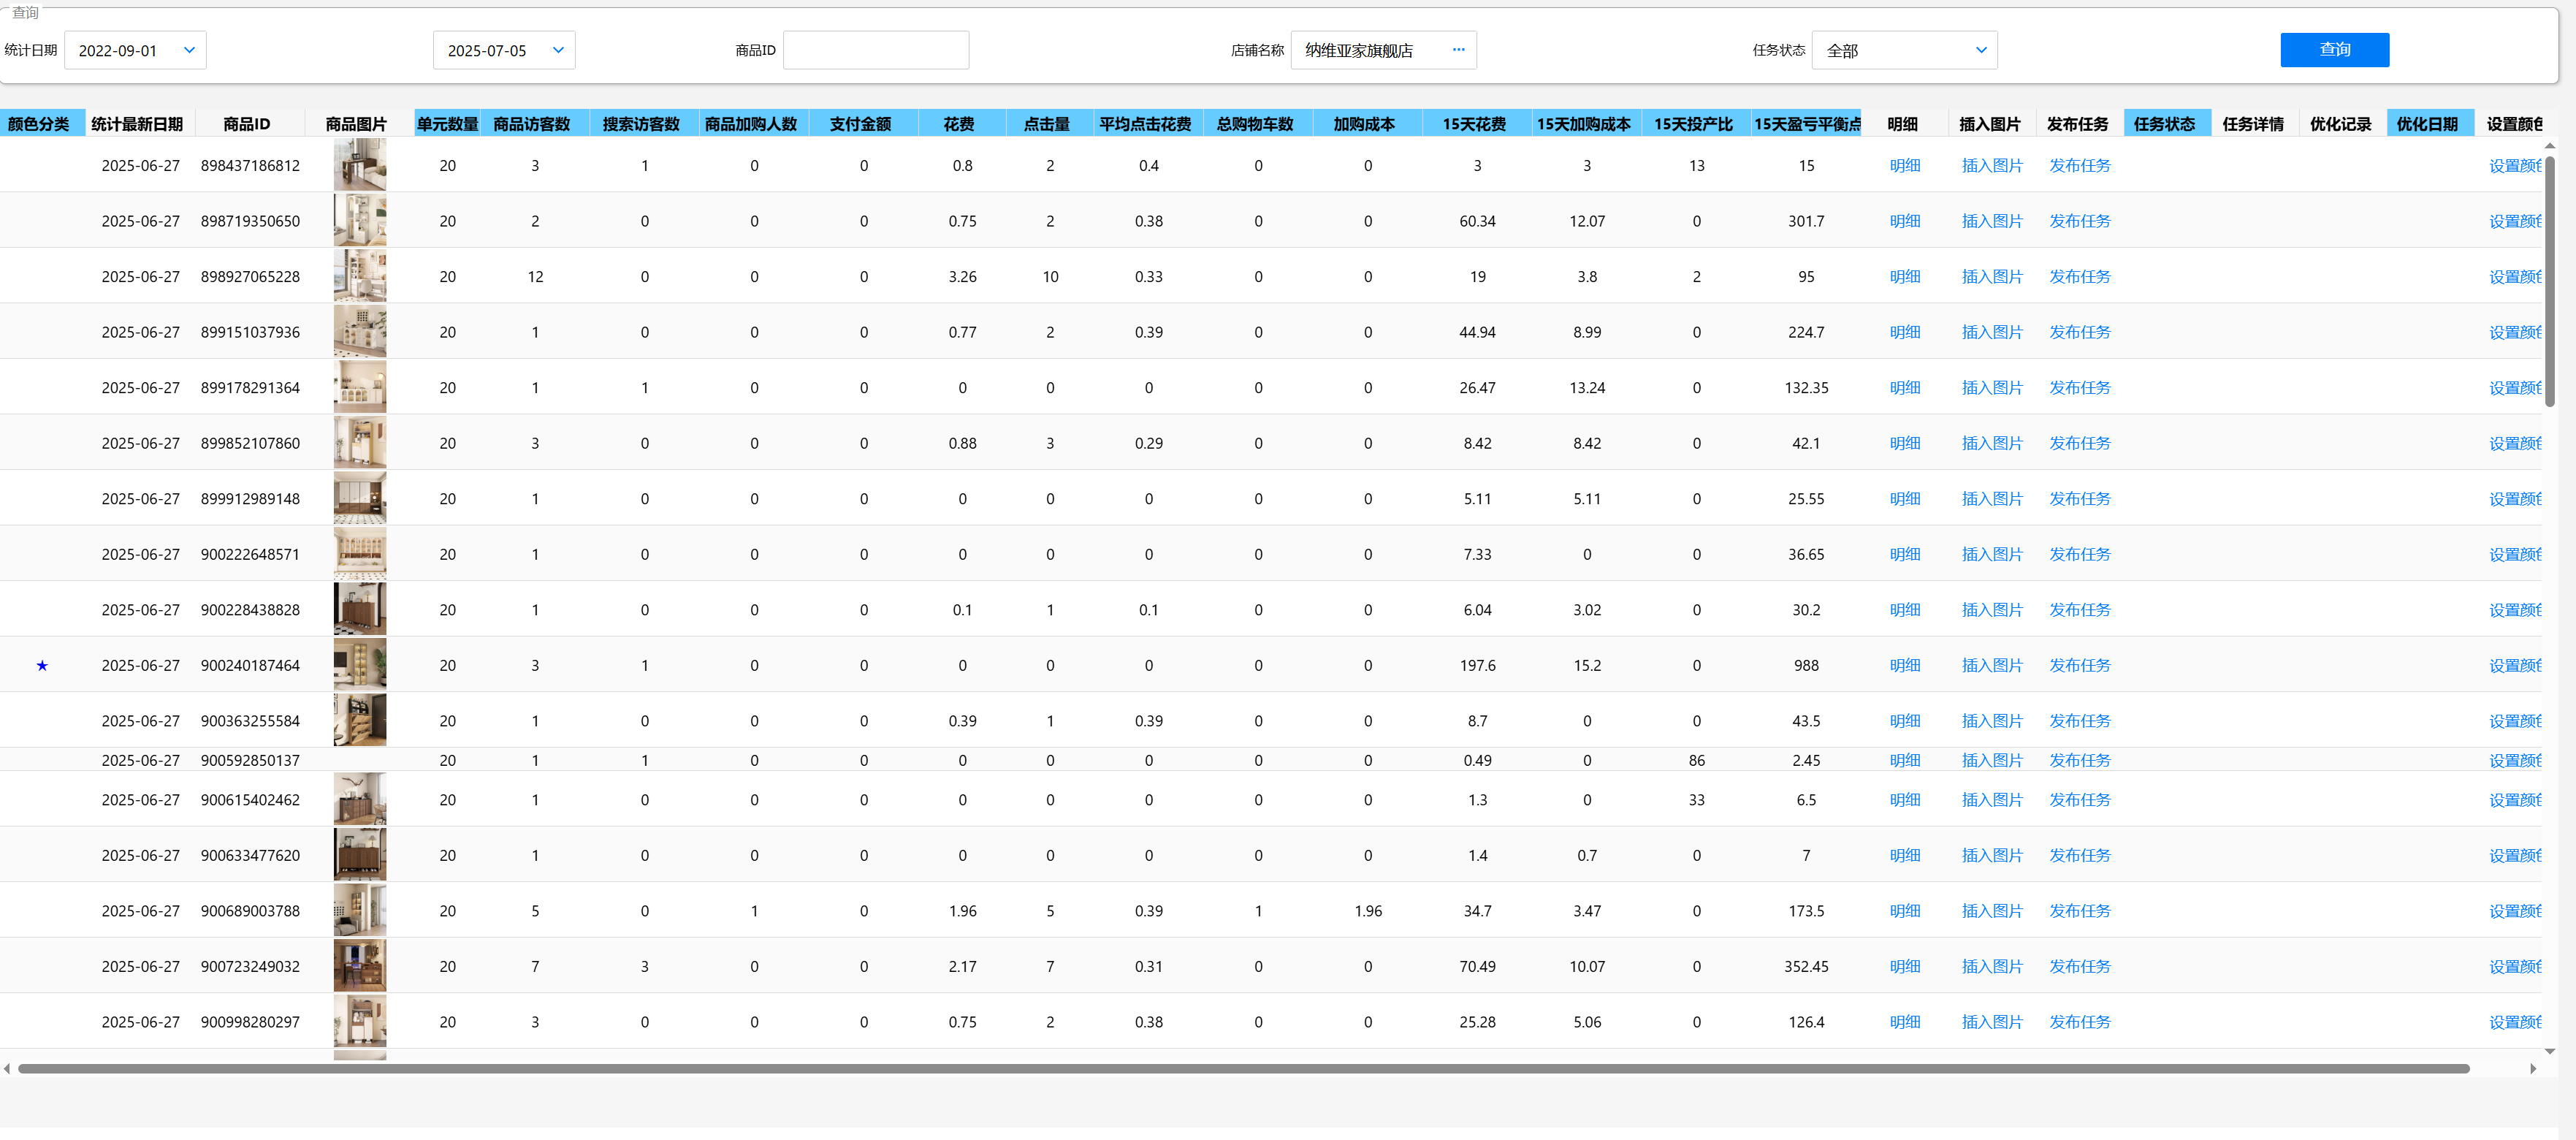 查询
统计日期 2022-09-01 2025-07-05 商品ID 店铺名称 纳维亚家旗舰店 ··· 任务状态 全部 查询
颜色分类 统计最新日期 商品ID 商品图片 单元数量 商品访客数 搜索访客数 商品加购人数 支付金额 花费 点击量 平均点击花费 总购物车数 加购成本 15天花费 15天加购成本 15天投产比 15天盈亏平衡点 明细 插入图片 发布任务 任务状态 任务详情 优化记录 优化日期 设置颜色
2025-06-27 898437186812 20 3 1 0 0 0.8 2 0.4 0 0 3 3 13 15 明细 插入图片 发布任务 设置颜色
2025-06-27 898719350650 20 2 0 0 0 0.75 2 0.38 0 0 60.34 12.07 0 301.7 明细 插入图片 发布任务 设置颜色
2025-06-27 898927065228 20 12 0 0 0 3.26 10 0.33 0 0 19 3.8 2 95 明细 插入图片 发布任务 设置颜色
2025-06-27 899151037936 20 1 0 0 0 0.77 2 0.39 0 0 44.94 8.99 0 224.7 明细 插入图片 发布任务 设置颜色
2025-06-27 899178291364 20 1 1 0 0 0 0 0 0 0 26.47 13.24 0 132.35 明细 插入图片 发布任务 设置颜色
2025-06-27 899852107860 20 3 0 0 0 0.88 3 0.29 0 0 8.42 8.42 0 42.1 明细 插入图片 发布任务 设置颜色
2025-06-27 899912989148 20 1 0 0 0 0 0 0 0 0 5.11 5.11 0 25.55 明细 插入图片 发布任务 设置颜色
2025-06-27 900222648571 20 1 0 0 0 0 0 0 0 0 7.33 0 0 36.65 明细 插入图片 发布任务 设置颜色
2025-06-27 900228438828 20 1 0 0 0 0.1 1 0.1 0 0 6.04 3.02 0 30.2 明细 插入图片 发布任务 设置颜色
★ 2025-06-27 900240187464 20 3 1 0 0 0 0 0 0 0 197.6 15.2 0 988 明细 插入图片 发布任务 设置颜色
2025-06-27 900363255584 20 1 0 0 0 0.39 1 0.39 0 0 8.7 0 0 43.5 明细 插入图片 发布任务 设置颜色
2025-06-27 900592850137 20 1 1 0 0 0 0 0 0 0 0.49 0 86 2.45 明细 插入图片 发布任务 设置颜色
2025-06-27 900615402462 20 1 0 0 0 0 0 0 0 0 1.3 0 33 6.5 明细 插入图片 发布任务 设置颜色
2025-06-27 900633477620 20 1 0 0 0 0 0 0 0 0 1.4 0.7 0 7 明细 插入图片 发布任务 设置颜色
2025-06-27 900689003788 20 5 0 1 0 1.96 5 0.39 1 1.96 34.7 3.47 0 173.5 明细 插入图片 发布任务 设置颜色
2025-06-27 900723249032 20 7 3 0 0 2.17 7 0.31 0 0 70.49 10.07 0 352.45 明细 插入图片 发布任务 设置颜色
2025-06-27 900998280297 20 3 0 0 0 0.75 2 0.38 0 0 25.28 5.06 0 126.4 明细 插入图片 发布任务 设置颜色